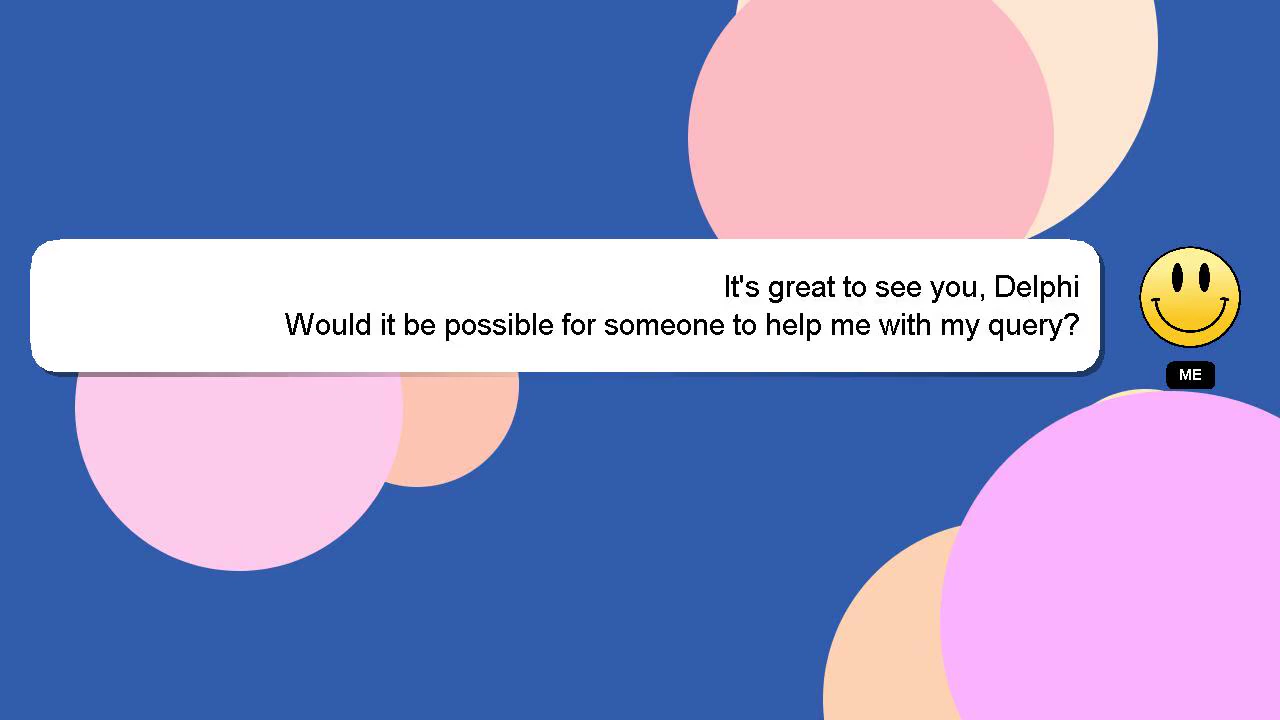 It's great to see you, Delphi
Would it be possible for someone to help me with my query?
ME